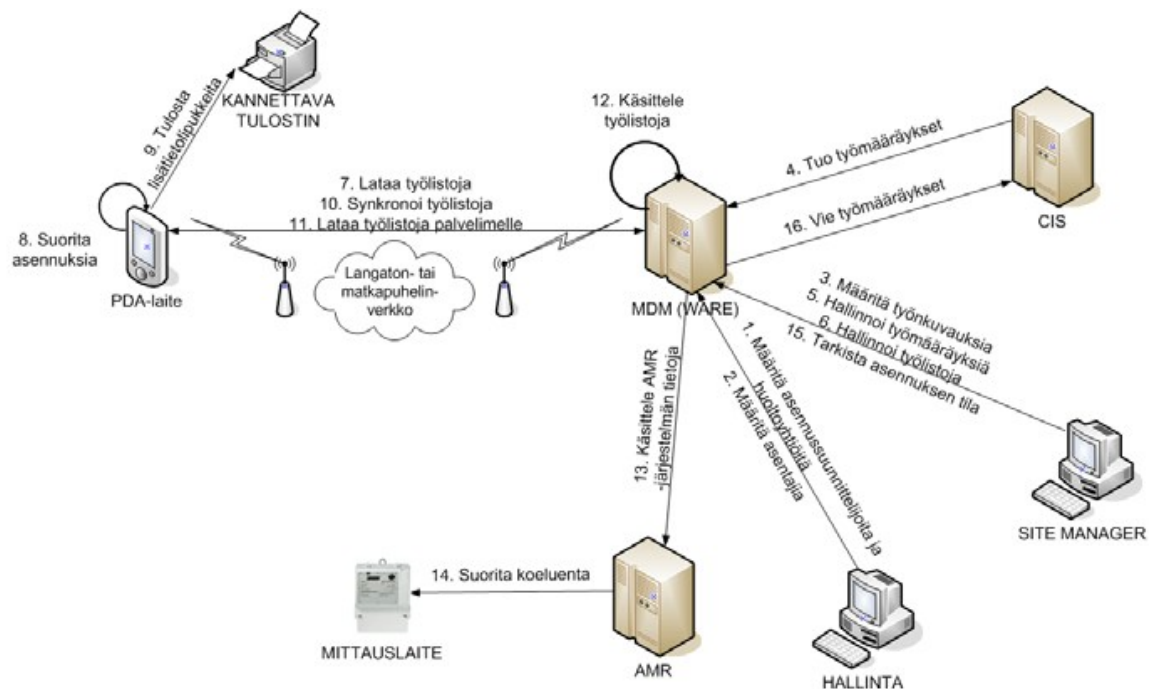 KANNETTAVA
TULOSTIN
9. Tulosta
lisätietolipukkeita
12. Käsittele
työlistoja
4. Tuo työmääräykset
16. Vie työmääräykset
CIS
7. Lataa työlistoja
10. Synkronoi työlistoja
11. Lataa työlistoja palvelimelle
8. Suorita
asennuksia
PDA-laite
Langaton- tai
matkapuhelin-
verkko
MDM (WARE)
3. Määritä työnkuvauksia
5. Hallinnoi työmääräyksiä
6. Hallinnoi työlistoja
15. Tarkista asennuksen tila
1. Määritä asennussuunnittelijoita ja
huoltoyhtiöitä
2. Määritä asentajia
13. Käsittele AMR
-järjestelmän tietoja
SITE MANAGER
14. Suorita koeluenta
MITTAUSLAITE
AMR
HALLINTA